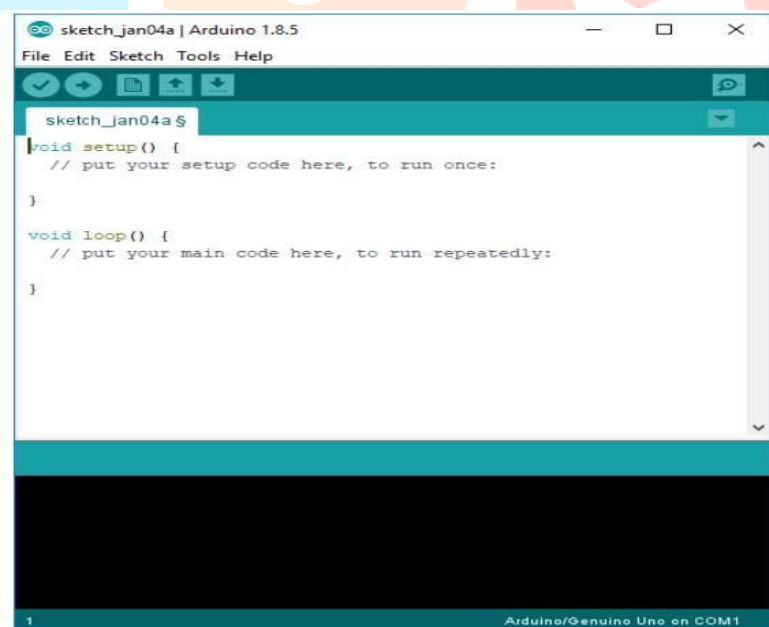 sketch_jan04a | Arduino 1.8.5
File Edit Sketch Tools Help
sketch_jan04a §
void setup() {
  // put your setup code here, to run once:
}
void loop() {
  // put your main code here, to run repeatedly:
}
1 Arduino/Genuino Uno on COM1